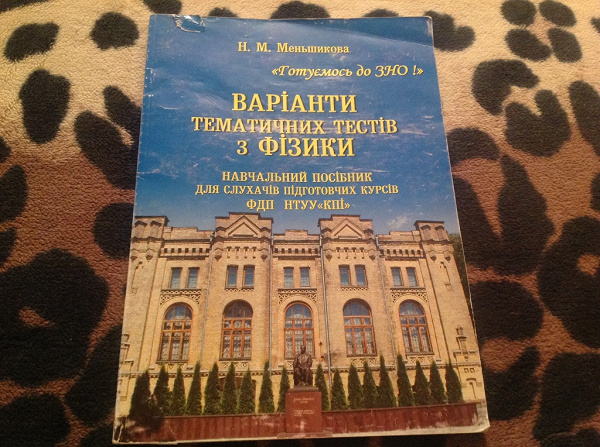 Н. М. Меньшикова
«Готуємось до ЗНО !»
ВАРІАНТИ
ТЕМАТИЧНИХ ТЕСТІВ
З ФІЗИКИ
НАВЧАЛЬНИЙ ПОСІБНИК
ДЛЯ СЛУХАЧІВ ПІДГОТОВЧИХ КУРСІВ
ФДП НТУУ«КПІ»